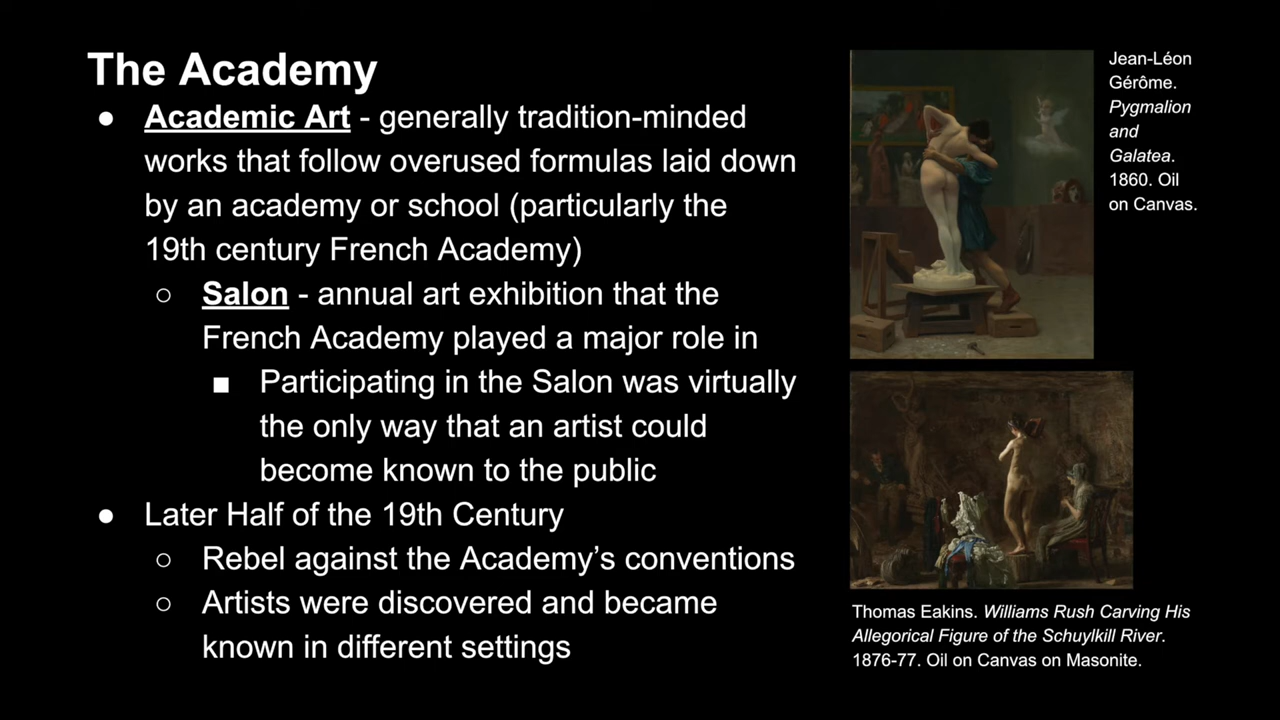 The Academy
● Academic Art - generally tradition-minded
works that follow overused formulas laid down
by an academy or school (particularly the
19th century French Academy)
○ Salon - annual art exhibition that the
French Academy played a major role in
■ Participating in the Salon was virtually
the only way that an artist could
become known to the public
● Later Half of the 19th Century
○ Rebel against the Academy’s conventions
○ Artists were discovered and became
known in different settings
Jean-Léon
Gérôme.
Pygmalion
and
Galatea.
1860. Oil
on Canvas.
Thomas Eakins. Williams Rush Carving His
Allegorical Figure of the Schuylkill River.
1876-77. Oil on Canvas on Masonite.